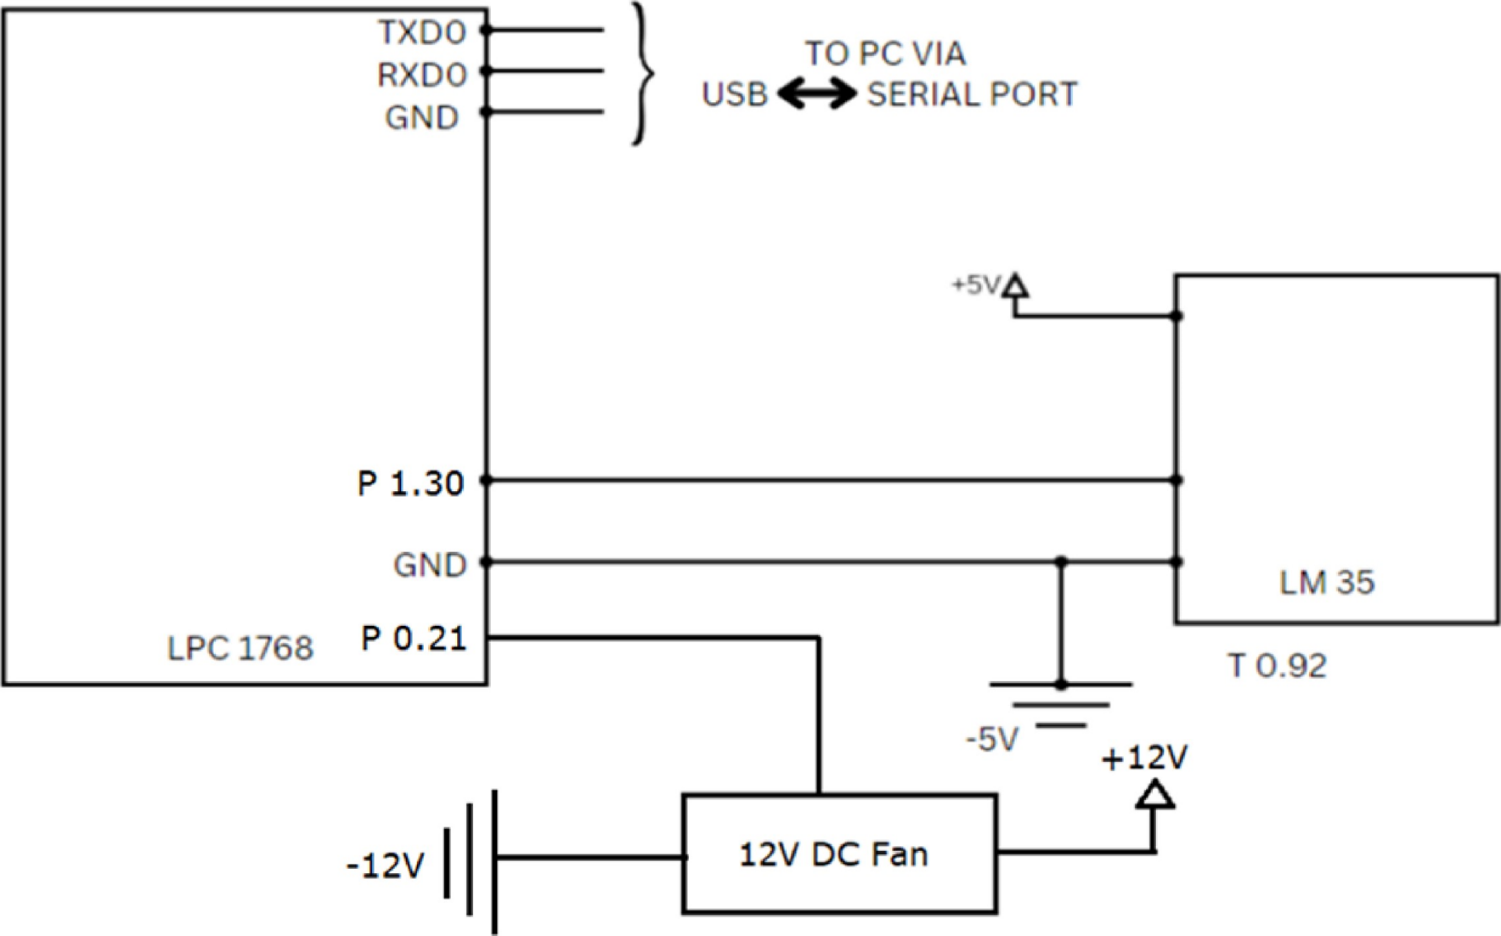 TXD0
RXD0
GND
TO PC VIA
USB SERIAL PORT
+5V
P 1.30
GND
LM 35
P 0.21
LPC 1768
T 0.92
-5V
+12V
12V DC Fan
-12V